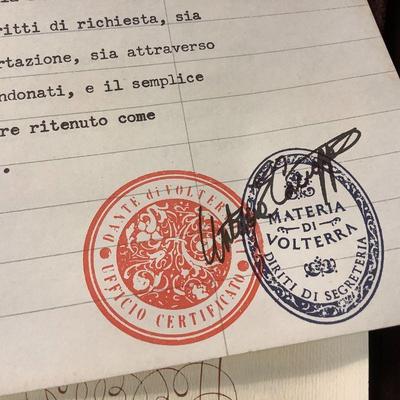 ritti di richiesta, sia
rtazione, sia attraverso
ndonati, e il semplice
re ritenuto come
.
DANTE di VOLTERRA
UFFICIO CERTIFICATO
MATERIA
DI
VOLTERRA
DIRITI DI SEGRETERIA